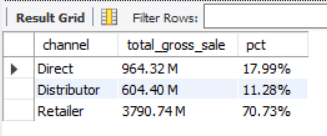 Result Grid Filter Rows:
channel total_gross_sale pct
Direct 964.32 M 17.99%
Distributor 604.40 M 11.28%
Retailer 3790.74 M 70.73%